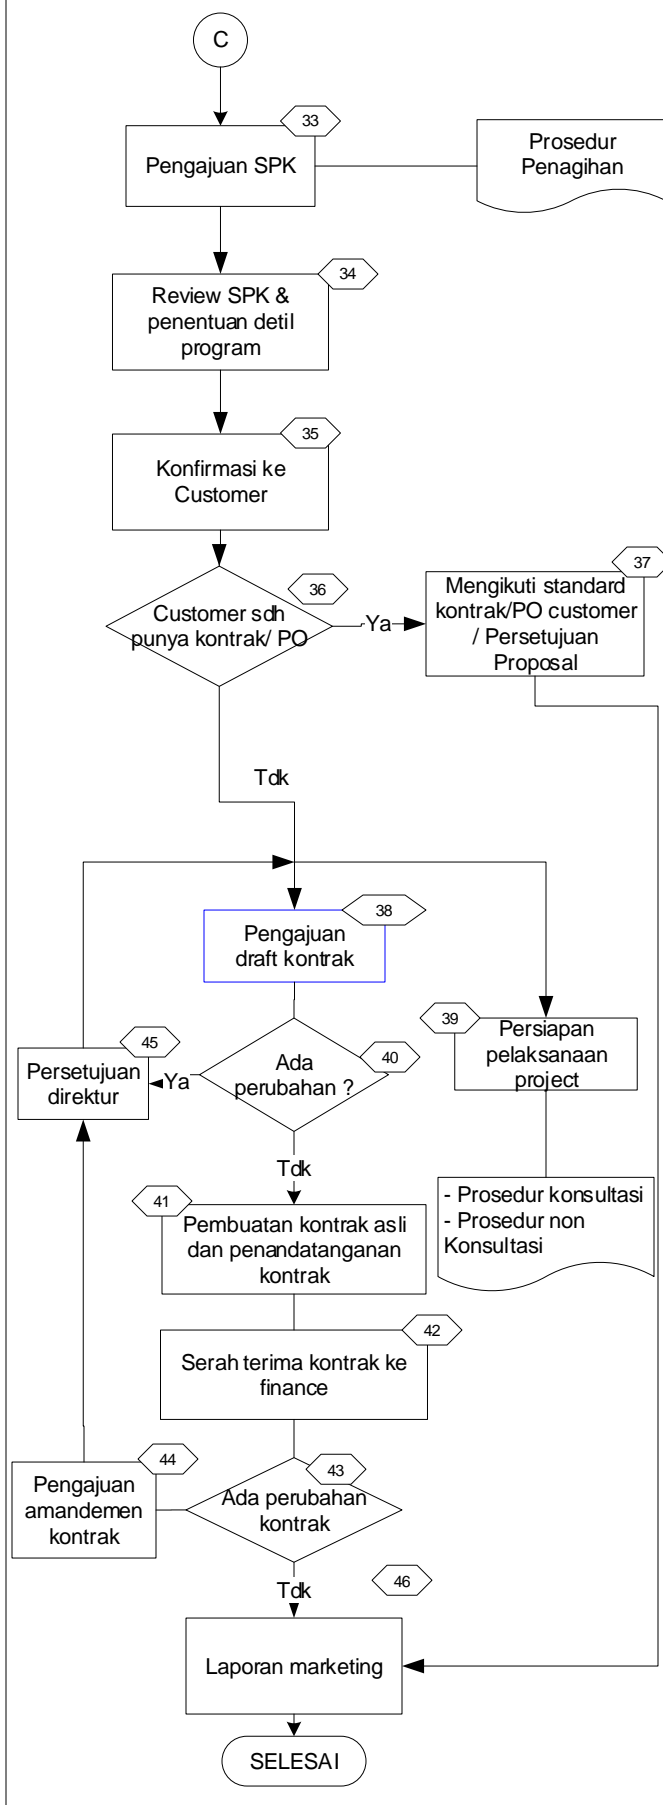 C
33
Pengajuan SPK
Prosedur
Penagihan
34
Review SPK &
penentuan detil
program
35
Konfirmasi ke
Customer
36
Customer sdh
punya kontrak/ PO
Ya
37
Mengikuti standard
kontrak/PO customer
/ Persetujuan
Proposal
Tdk
38
Pengajuan
draft kontrak
39
Persiapan
pelaksanaan
project
45
Persetujuan
direktur
Ya
40
Ada
perubahan ?
Tdk
- Prosedur konsultasi
- Prosedur non
Konsultasi
41
Pembuatan kontrak asli
dan penandatanganan
kontrak
42
Serah terima kontrak ke
finance
44
Pengajuan
amandemen
kontrak
43
Ada perubahan
kontrak
Tdk
46
Laporan marketing
SELESAI